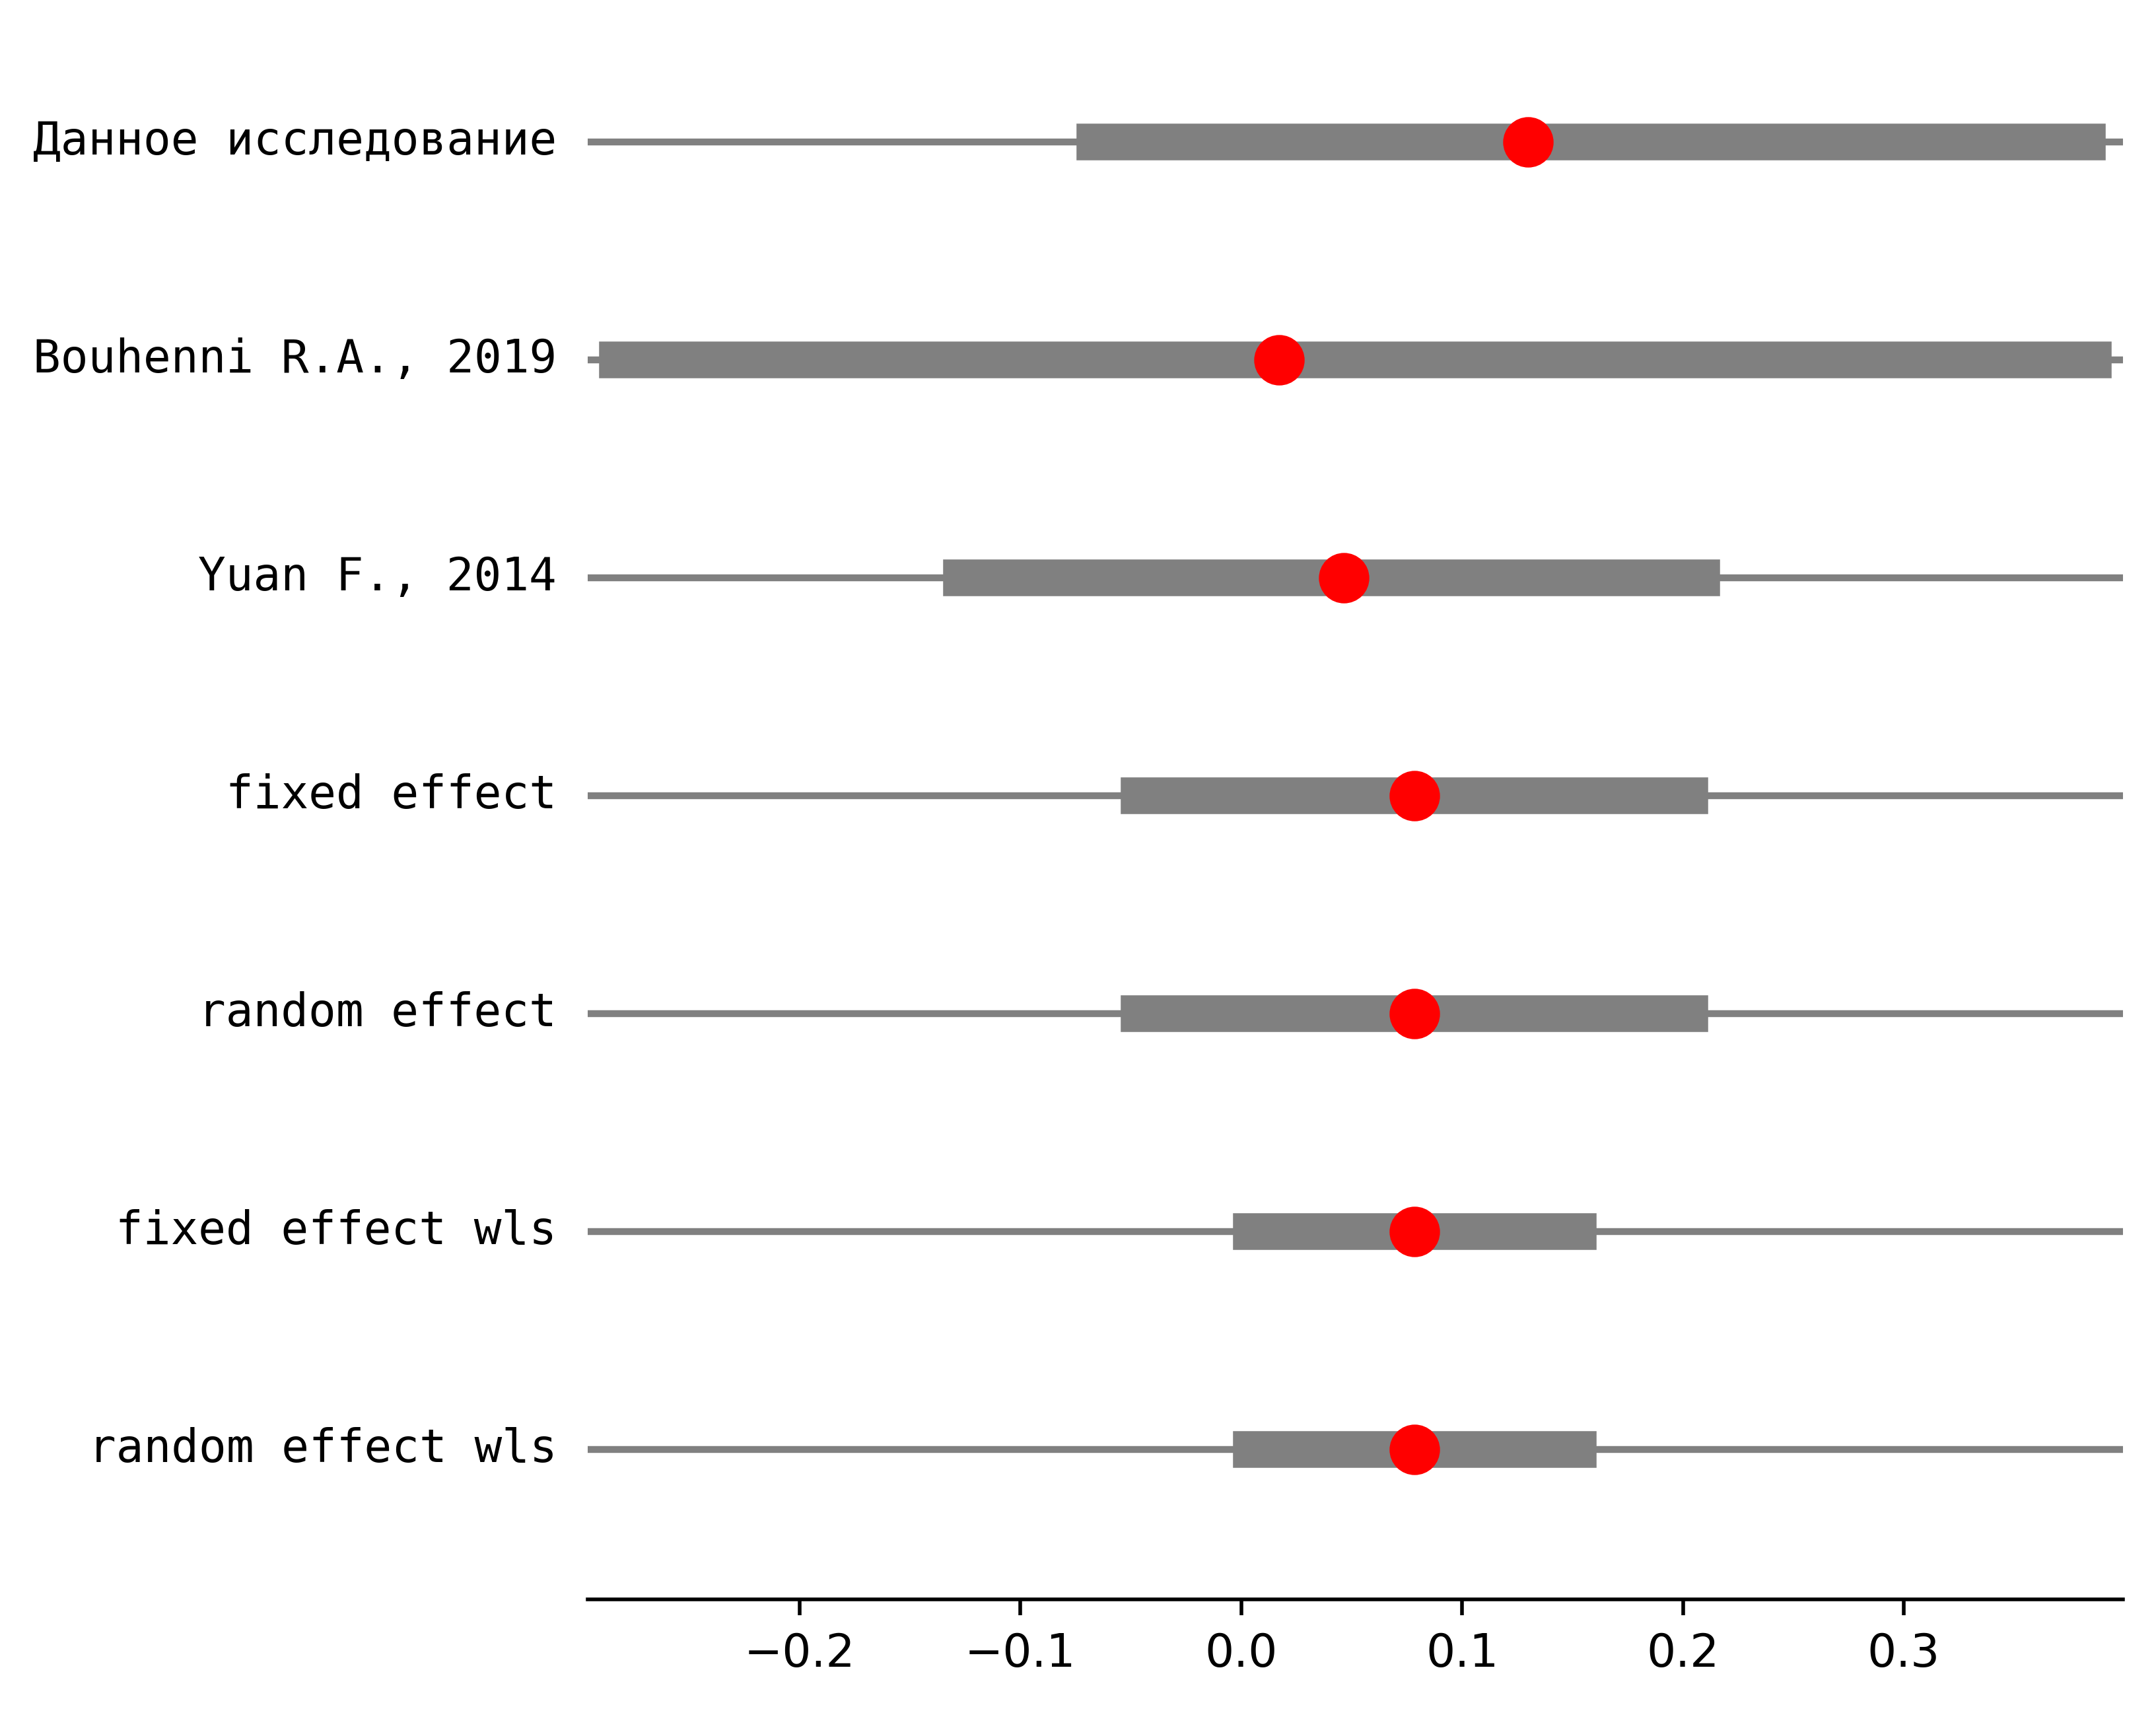 Данное исследование
Bouhenni R.A., 2019
Yuan F., 2014
fixed effect
random effect
fixed effect wls
random effect wls
−0.2 −0.1 0.0 0.1 0.2 0.3